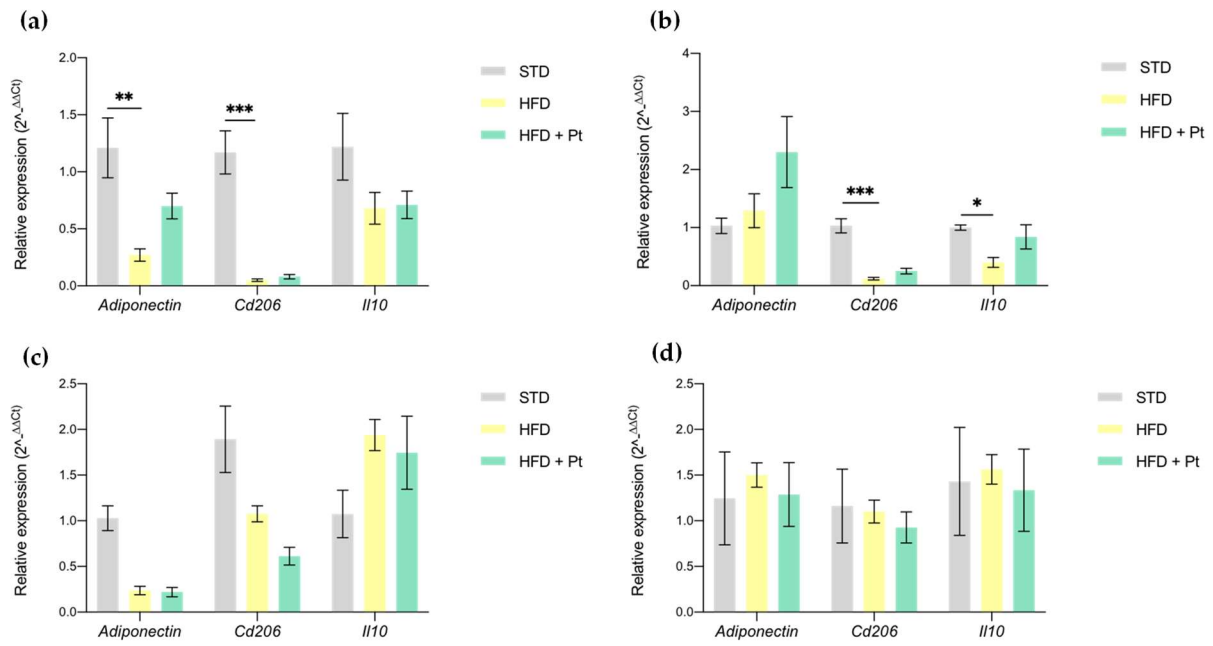 (a)
Relative expression (2^-ΔΔCt)
2.0
1.5
1.0
0.5
0.0
**
***
Adiponectin Cd206 Il10
STD
HFD
HFD + Pt
(b)
Relative expression (2^-ΔΔCt)
4
3
2
1
0
***
*
Adiponectin Cd206 Il10
STD
HFD
HFD + Pt
(c)
Relative expression (2^-ΔΔCt)
2.5
2.0
1.5
1.0
0.5
0.0
Adiponectin Cd206 Il10
STD
HFD
HFD + Pt
(d)
Relative expression (2^-ΔΔCt)
2.5
2.0
1.5
1.0
0.5
0.0
Adiponectin Cd206 Il10
STD
HFD
HFD + Pt